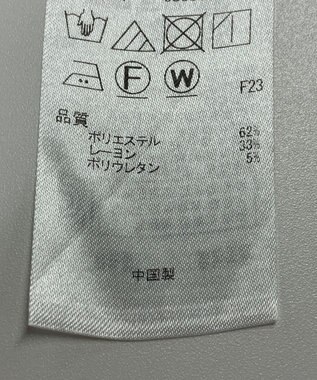 F W
F23
品質
ポリエステル 62%
レーヨン 33%
ポリウレタン 5%
中国製